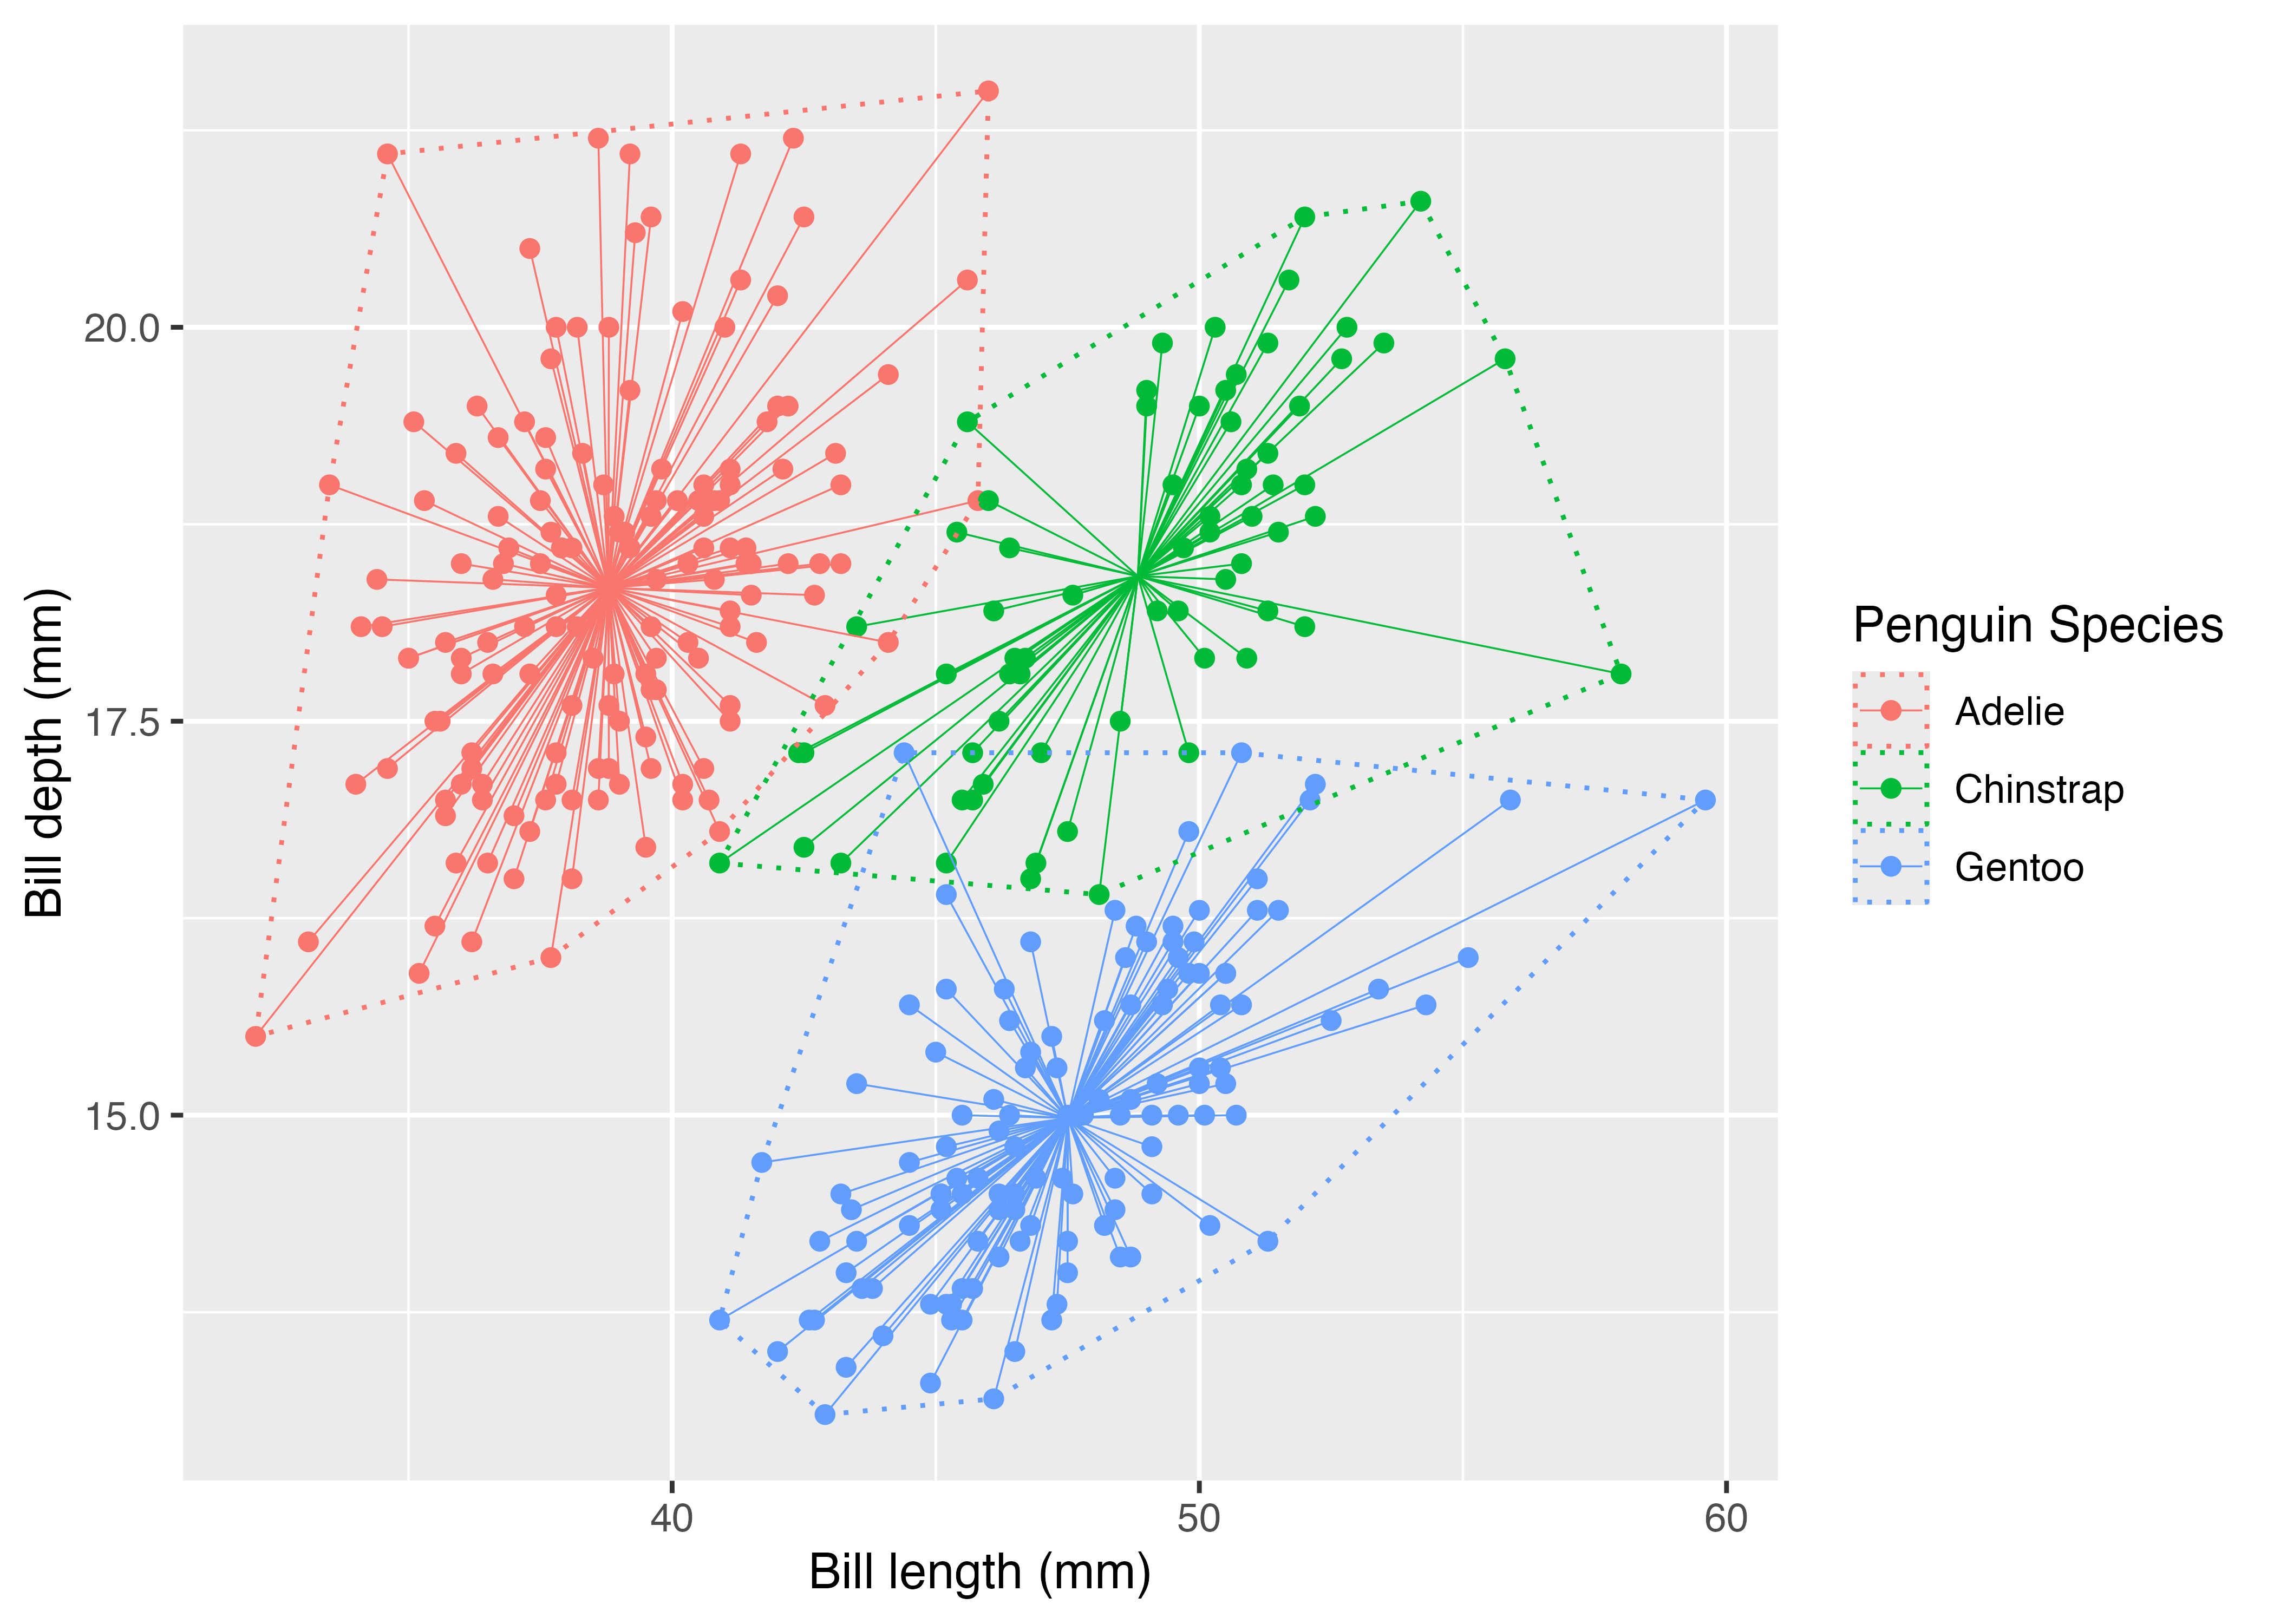 20.0
17.5
15.0
Bill depth (mm)
40 50 60
Bill length (mm)
Penguin Species
Adelie
Chinstrap
Gentoo